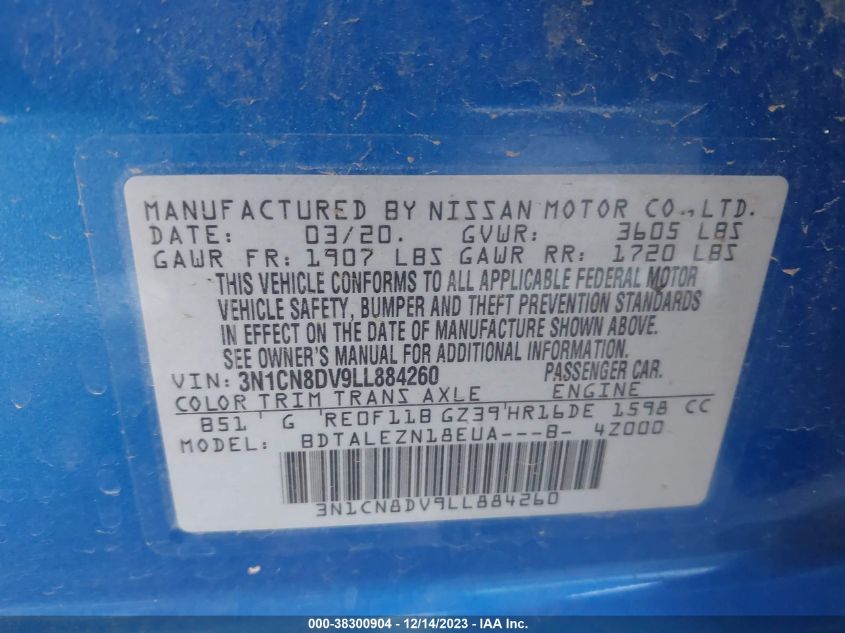 MANUFACTURED BY NISSAN MOTOR CO., LTD.
DATE: 03/20. GVWR: 3605 LBS
GAWR FR: 1907 LBS GAWR RR: 1720 LBS
THIS VEHICLE CONFORMS TO ALL APPLICABLE FEDERAL MOTOR
VEHICLE SAFETY, BUMPER AND THEFT PREVENTION STANDARDS
IN EFFECT ON THE DATE OF MANUFACTURE SHOWN ABOVE.
SEE OWNER'S MANUAL FOR ADDITIONAL INFORMATION.
VIN: 3N1CN8DV9LL884260 PASSENGER CAR.
COLOR TRIM TRANS AXLE ENGINE
B51 ' G 'RE0F11B GZ39'HR16DE 1598 CC
MODEL: BDTALEZN18EUA---B- 4Z000
3N1CN8DV9LL884260
000-38300904 - 12/14/2023 - IAA Inc.